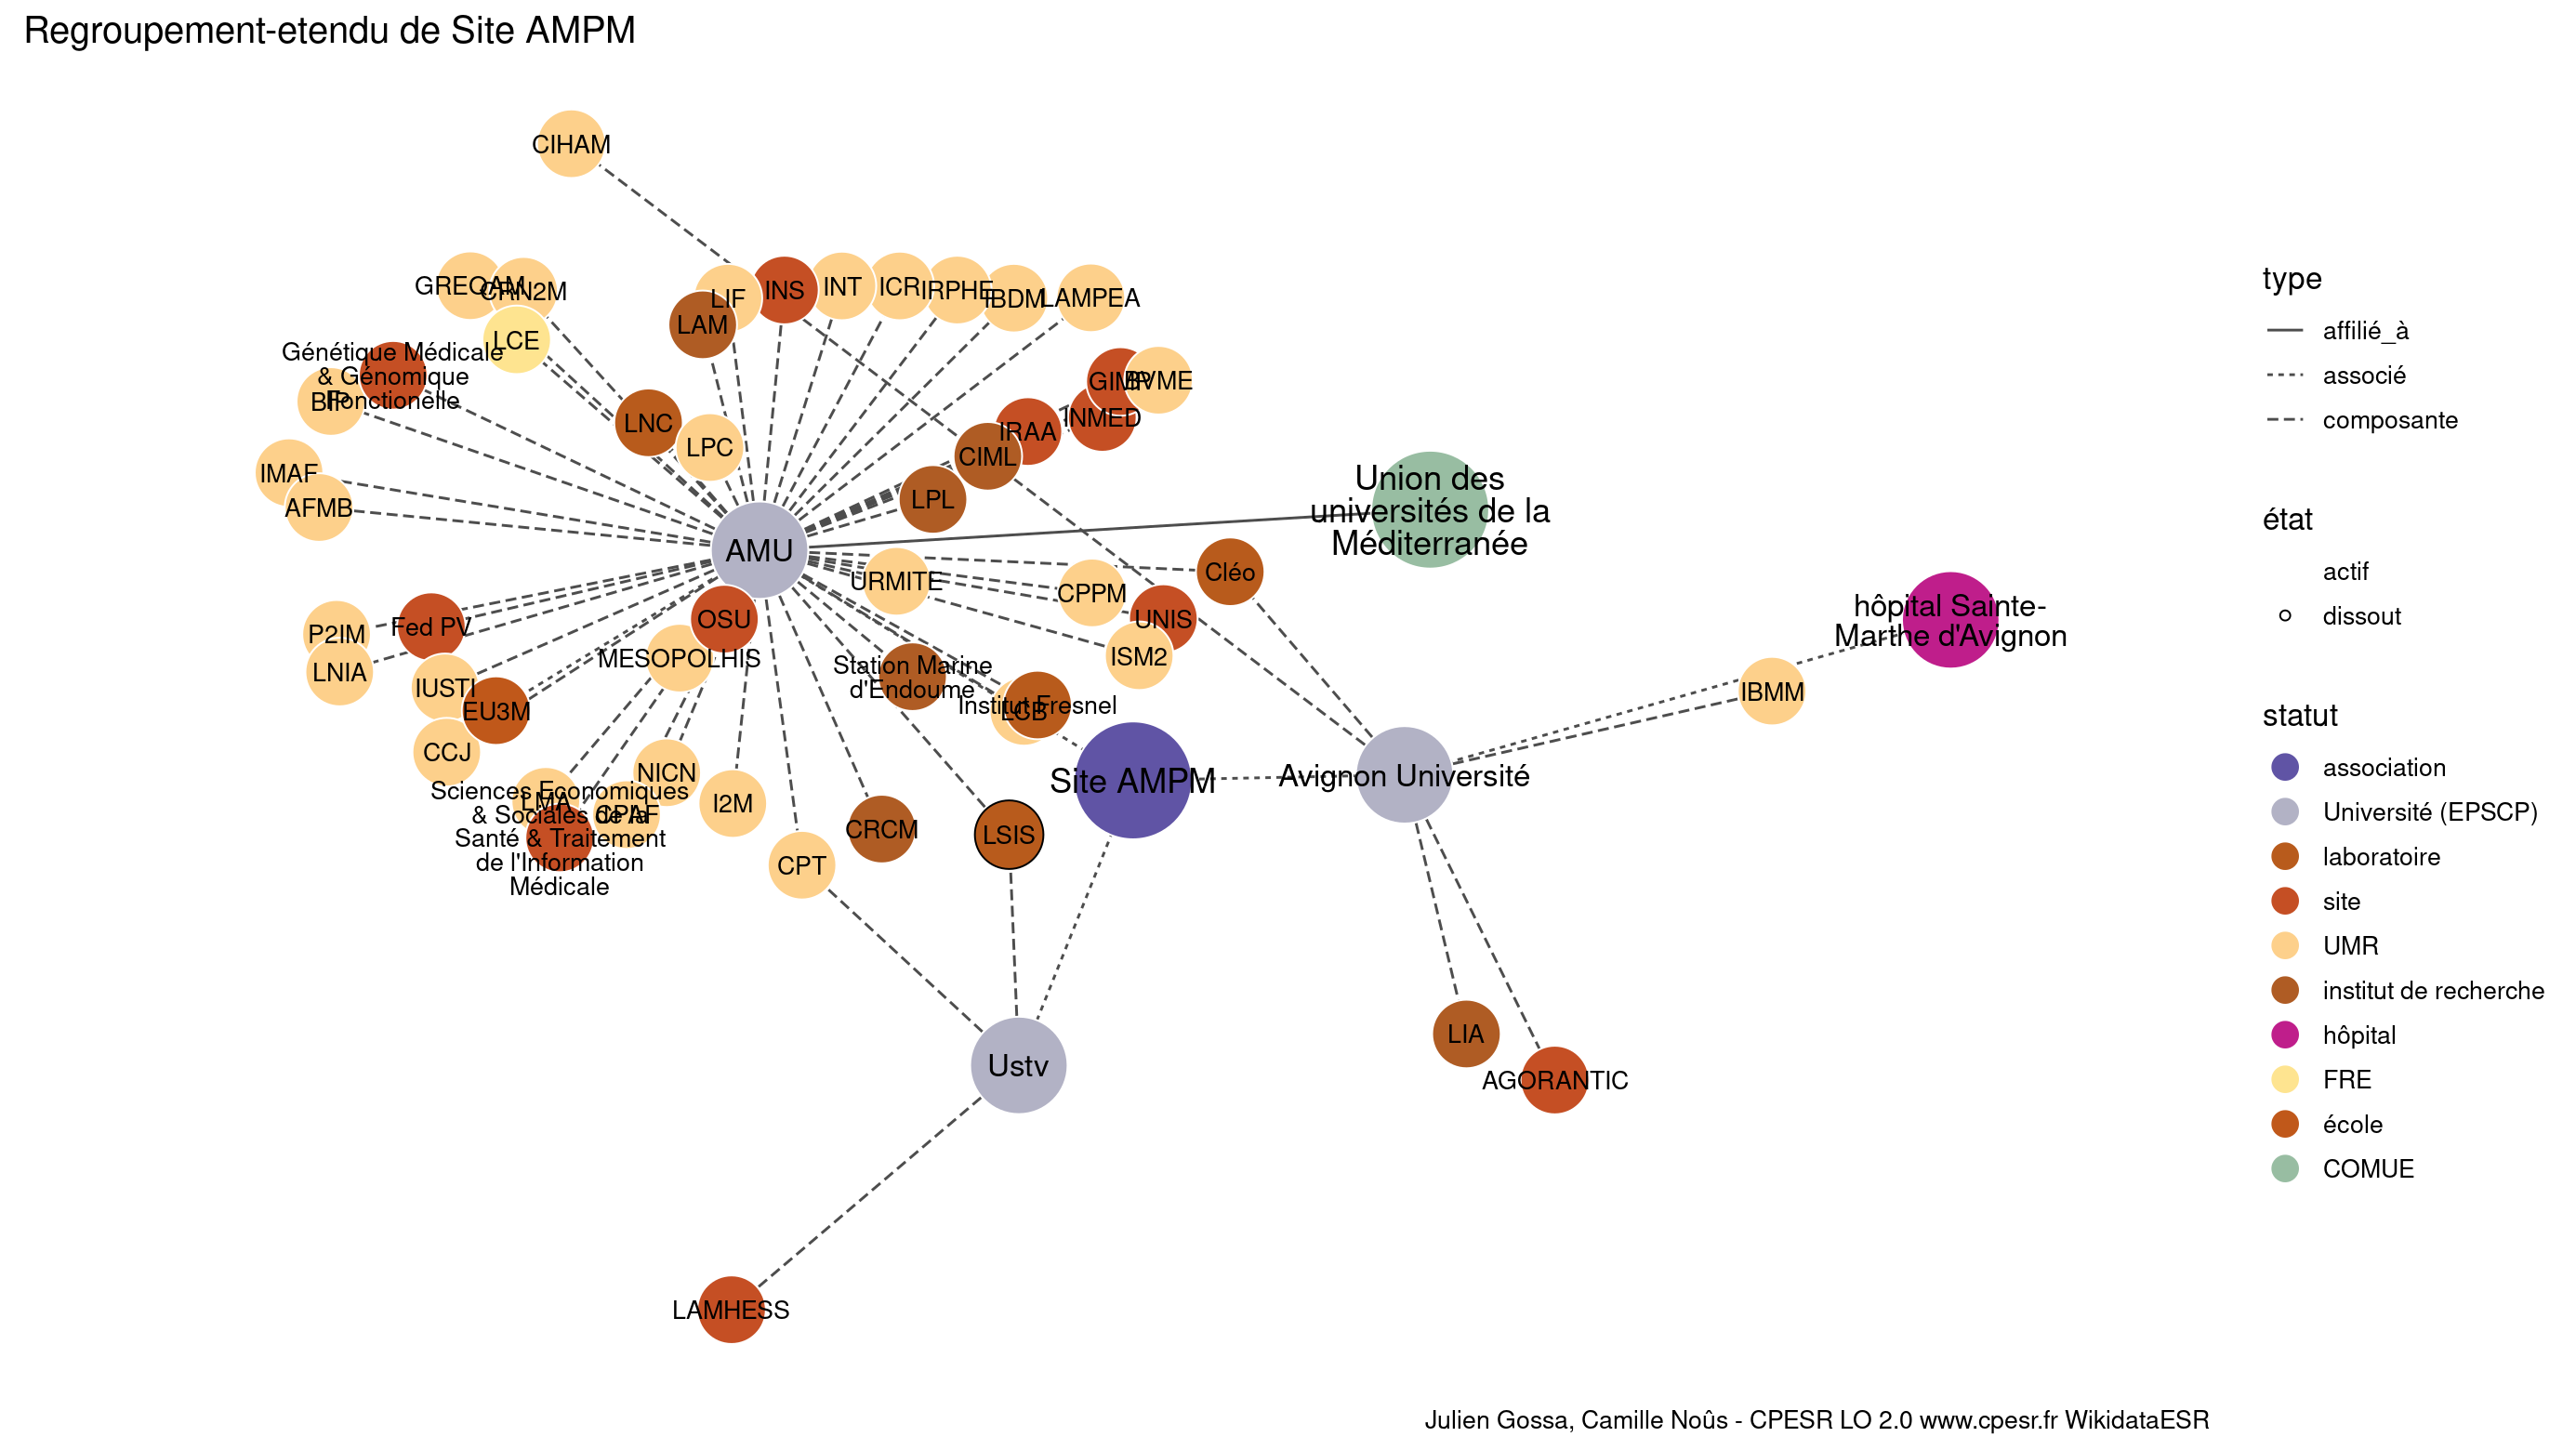 Regroupement-etendu de Site AMPM
CIHAM
GREQAM
CRN2M
LCE
LIF
INS
INT
ICR
IRPHE
IBDM
LAMPEA
LAM
Génétique Médicale
& Génomique
Fonctionelle
BIP
LNC
LPC
GIMP
BVME
INMED
IRAA
CIML
IMAF
AFMB
LPL
Union des
universités de la
Méditerranée
AMU
URMITE
CPPM
Cléo
UNIS
ISM2
hôpital Sainte-
Marthe d'Avignon
IBMM
P2IM
Fed PV
LNIA
OSU
MESOPOLHIS
Station Marine
d'Endoume
Institut Fresnel
LCB
IUSTI
EU3M
CCJ
NICN
LMA
CPAF
I2M
Sciences Economiques
& Sociales de la
Santé & Traitement
de l'Information
Médicale
CPT
CRCM
LSIS
Site AMPM
Avignon Université
Ustv
LIA
AGORANTIC
LAMHESS
type
affilié_à
associé
composante
état
actif
dissout
statut
association
Université (EPSCP)
laboratoire
site
UMR
institut de recherche
hôpital
FRE
école
COMUE
Julien Gossa, Camille Noûs - CPESR LO 2.0 www.cpesr.fr WikidataESR